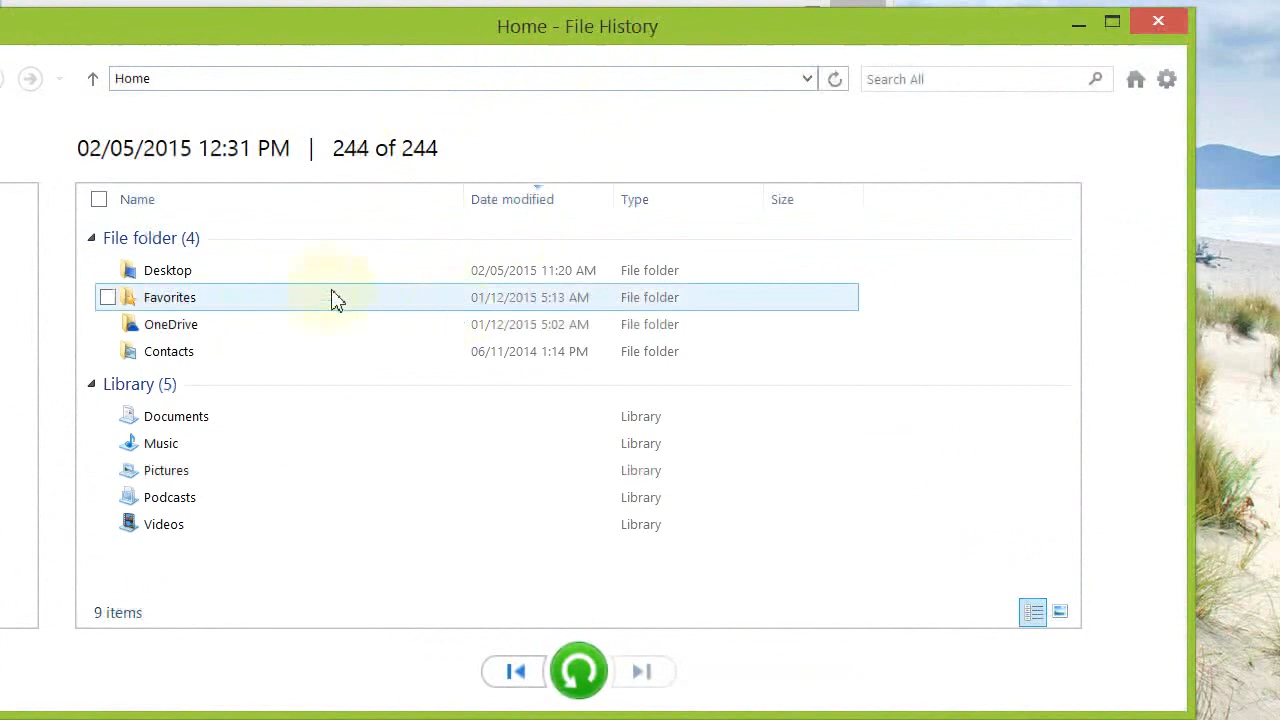 Home - File History
Home
Search All
02/05/2015 12:31 PM | 244 of 244
Name Date modified Type Size
File folder (4)
Desktop 02/05/2015 11:20 AM File folder
Favorites 01/12/2015 5:13 AM File folder
OneDrive 01/12/2015 5:02 AM File folder
Contacts 06/11/2014 1:14 PM File folder
Library (5)
Documents Library
Music Library
Pictures Library
Podcasts Library
Videos Library
9 items